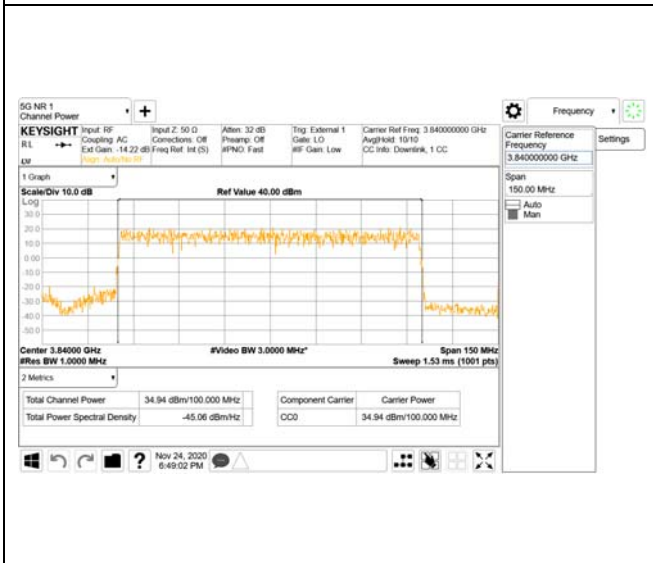 5G NR 1
Channel Power
Frequency
KEYSIGHT
RL
Input: RF
Coupling: AC
Ext Gain: -14.22 dB
Align: Auto/No RF
Input Z: 50 Ω
Corrections: Off
Freq Ref: Int (S)
Atten: 32 dB
Preamp: Off
#PNO: Fast
Trig: External 1
Gate: LO
#IF Gain: Low
Carrier Ref Freq: 3.840000000 GHz
Avg|Hold: 10/10
CC Info: Downlink, 1 CC
Carrier Reference
Frequency
3.840000000 GHz
Settings
Span
150.00 MHz
Auto
Man
1 Graph
Scale/Div 10.0 dB
Ref Value 40.00 dBm
Log
30.0
20.0
10.0
0.00
-10.0
-20.0
-30.0
-40.0
-50.0
Center 3.84000 GHz
#Video BW 3.0000 MHz*
Span 150 MHz
#Res BW 1.0000 MHz
Sweep 1.53 ms (1001 pts)
2 Metrics
Total Channel Power 34.94 dBm/100.000 MHz
Total Power Spectral Density -45.06 dBm/Hz
Component Carrier Carrier Power
CC0 34.94 dBm/100.000 MHz
?
Nov 24, 2020
6:49:02 PM